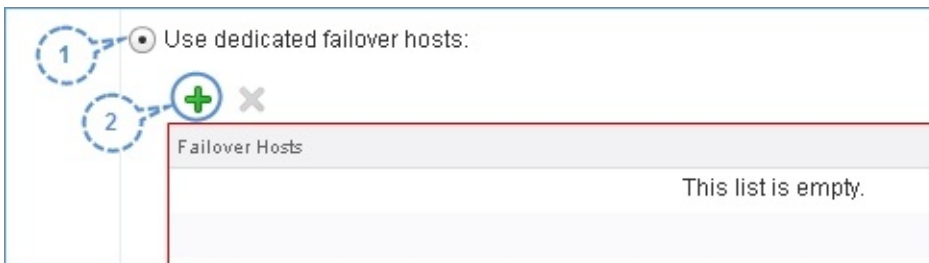 1
Use dedicated failover hosts:
2
Failover Hosts
This list is empty.